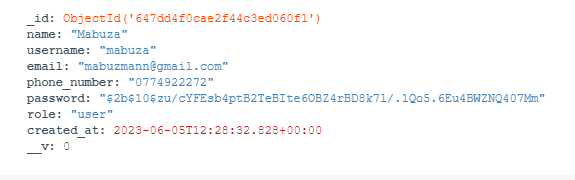 _id: ObjectId('647dd4f0cae2f44c3ed060f1')
name: "Mabuza"
username: "mabuza"
email: "mabuzmann@gmail.com"
phone_number: "0774922272"
password: "$2b$10$zu/cYFEsb4ptB2TeBIte6OBZ4rBD8k7l/.1Qo5.6Eu4BWZNQ407Mm"
role: "user"
created_at: 2023-06-05T12:28:32.828+00:00
__v: 0